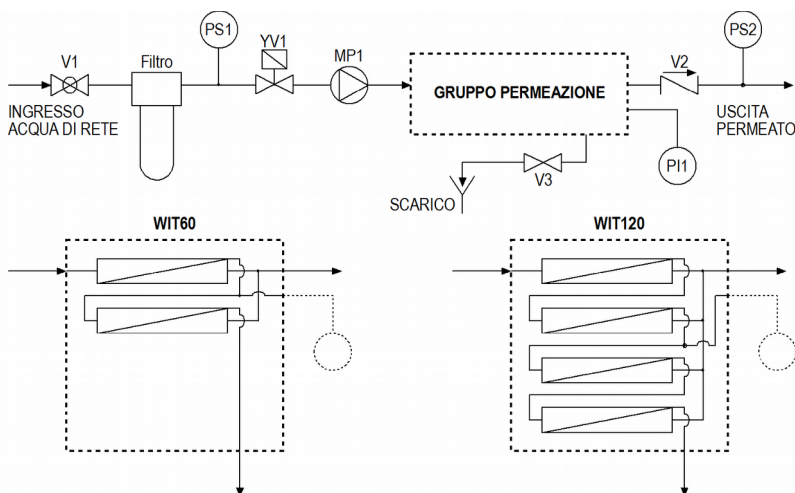 PS1
PS2
YV1
V1
Filtro
MP1
V2
GRUPPO PERMEAZIONE
INGRESSO
ACQUA DI RETE
USCITA
PERMEATO
PI1
V3
SCARICO
WIT60
WIT120